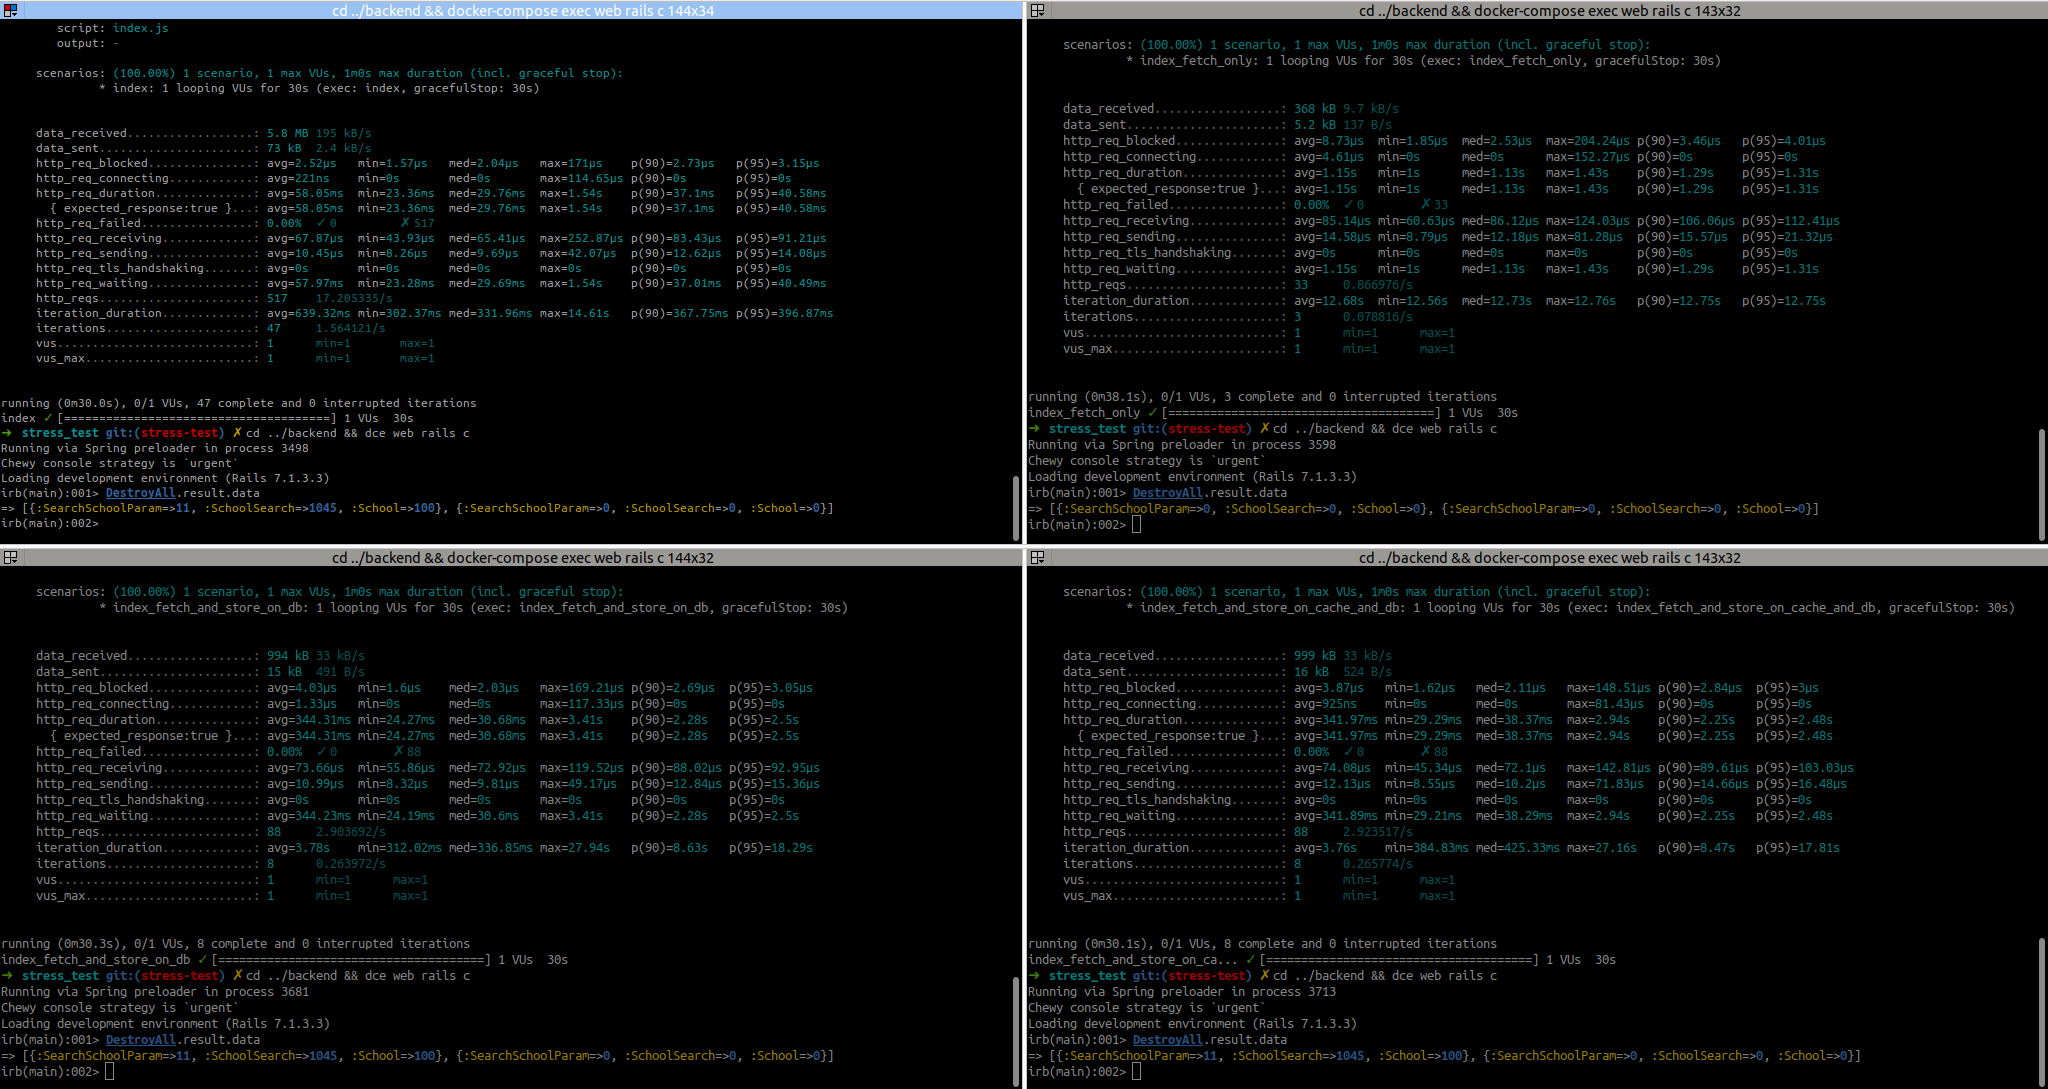 cd ../backend && docker-compose exec web rails c 144x34
script: index.js
output: -
scenarios: (100.00%) 1 scenario, 1 max VUs, 1m0s max duration (incl. graceful stop):
* index: 1 looping VUs for 30s (exec: index, gracefulStop: 30s)
data_received..................: 5.8 MB 195 kB/s
data_sent......................: 73 kB  2.4 kB/s
http_req_blocked...............: avg=2.52µs   min=1.57µs   med=2.04µs   max=171µs    p(90)=2.73µs   p(95)=3.15µs
http_req_connecting............: avg=221ns    min=0s       med=0s       max=114.65µs p(90)=0s       p(95)=0s
http_req_duration..............: avg=58.05ms  min=23.36ms  med=29.76ms  max=1.54s    p(90)=37.1ms   p(95)=40.58ms
{ expected_response:true }...: avg=58.05ms  min=23.36ms  med=29.76ms  max=1.54s    p(90)=37.1ms   p(95)=40.58ms
http_req_failed................: 0.00%  ✓ 0         ✗ 517
http_req_receiving.............: avg=67.87µs  min=43.93µs  med=65.41µs  max=252.87µs p(90)=83.43µs  p(95)=91.21µs
http_req_sending...............: avg=10.45µs  min=8.26µs   med=9.69µs   max=42.07µs  p(90)=12.62µs  p(95)=14.08µs
http_req_tls_handshaking.......: avg=0s       min=0s       med=0s       max=0s       p(90)=0s       p(95)=0s
http_req_waiting...............: avg=57.97ms  min=23.28ms  med=29.69ms  max=1.54s    p(90)=37.01ms  p(95)=40.49ms
http_reqs......................: 517    17.205335/s
iteration_duration.............: avg=639.32ms min=302.37ms med=331.96ms max=14.61s   p(90)=367.75ms p(95)=396.87ms
iterations.....................: 47     1.564121/s
vus............................: 1      min=1       max=1
vus_max........................: 1      min=1       max=1
running (0m30.0s), 0/1 VUs, 47 complete and 0 interrupted iterations
index ✓ [======================================] 1 VUs  30s
➜  stress_test git:(stress-test) ✗ cd ../backend && dce web rails c
Running via Spring preloader in process 3498
Chewy console strategy is `urgent`
Loading development environment (Rails 7.1.3.3)
irb(main):001> DestroyAll.result.data
=> [{:SearchSchoolParam=>11, :SchoolSearch=>1045, :School=>100}, {:SearchSchoolParam=>0, :SchoolSearch=>0, :School=>0}]
irb(main):002>
cd ../backend && docker-compose exec web rails c 143x32
scenarios: (100.00%) 1 scenario, 1 max VUs, 1m0s max duration (incl. graceful stop):
* index_fetch_only: 1 looping VUs for 30s (exec: index_fetch_only, gracefulStop: 30s)
data_received..................: 368 kB 9.7 kB/s
data_sent......................: 5.2 kB 137 B/s
http_req_blocked...............: avg=8.73µs  min=1.85µs  med=2.53µs  max=204.24µs p(90)=3.46µs   p(95)=4.01µs
http_req_connecting............: avg=4.61µs  min=0s      med=0s      max=152.27µs p(90)=0s       p(95)=0s
http_req_duration..............: avg=1.15s   min=1s      med=1.13s   max=1.43s    p(90)=1.29s    p(95)=1.31s
{ expected_response:true }...: avg=1.15s   min=1s      med=1.13s   max=1.43s    p(90)=1.29s    p(95)=1.31s
http_req_failed................: 0.00%  ✓ 0        ✗ 33
http_req_receiving.............: avg=85.14µs min=60.63µs med=86.12µs max=124.03µs p(90)=106.06µs p(95)=112.41µs
http_req_sending...............: avg=14.58µs min=8.79µs  med=12.18µs max=81.28µs  p(90)=15.57µs  p(95)=21.32µs
http_req_tls_handshaking.......: avg=0s      min=0s      med=0s      max=0s       p(90)=0s       p(95)=0s
http_req_waiting...............: avg=1.15s   min=1s      med=1.13s   max=1.43s    p(90)=1.29s    p(95)=1.31s
http_reqs......................: 33     0.866976/s
iteration_duration.............: avg=12.68s  min=12.56s  med=12.73s  max=12.76s   p(90)=12.75s   p(95)=12.75s
iterations.....................: 3      0.078816/s
vus............................: 1      min=1      max=1
vus_max........................: 1      min=1      max=1
running (0m38.1s), 0/1 VUs, 3 complete and 0 interrupted iterations
index_fetch_only ✓ [======================================] 1 VUs  30s
➜  stress_test git:(stress-test) ✗ cd ../backend && dce web rails c
Running via Spring preloader in process 3598
Chewy console strategy is `urgent`
Loading development environment (Rails 7.1.3.3)
irb(main):001> DestroyAll.result.data
=> [{:SearchSchoolParam=>0, :SchoolSearch=>0, :School=>0}, {:SearchSchoolParam=>0, :SchoolSearch=>0, :School=>0}]
irb(main):002>
cd ../backend && docker-compose exec web rails c 144x32
scenarios: (100.00%) 1 scenario, 1 max VUs, 1m0s max duration (incl. graceful stop):
* index_fetch_and_store_on_db: 1 looping VUs for 30s (exec: index_fetch_and_store_on_db, gracefulStop: 30s)
data_received..................: 994 kB 33 kB/s
data_sent......................: 15 kB  491 B/s
http_req_blocked...............: avg=4.03µs   min=1.6µs    med=2.03µs   max=169.21µs p(90)=2.69µs  p(95)=3.05µs
http_req_connecting............: avg=1.33µs   min=0s       med=0s       max=117.33µs p(90)=0s      p(95)=0s
http_req_duration..............: avg=344.31ms min=24.27ms  med=30.68ms  max=3.41s    p(90)=2.28s   p(95)=2.5s
{ expected_response:true }...: avg=344.31ms min=24.27ms  med=30.68ms  max=3.41s    p(90)=2.28s   p(95)=2.5s
http_req_failed................: 0.00%  ✓ 0        ✗ 88
http_req_receiving.............: avg=73.66µs  min=55.86µs  med=72.92µs  max=119.52µs p(90)=88.02µs p(95)=92.95µs
http_req_sending...............: avg=10.99µs  min=8.32µs   med=9.81µs   max=49.17µs  p(90)=12.84µs p(95)=15.36µs
http_req_tls_handshaking.......: avg=0s       min=0s       med=0s       max=0s       p(90)=0s      p(95)=0s
http_req_waiting...............: avg=344.23ms min=24.19ms  med=30.6ms   max=3.41s    p(90)=2.28s   p(95)=2.5s
http_reqs......................: 88     2.903692/s
iteration_duration.............: avg=3.78s    min=312.02ms med=336.85ms max=27.94s   p(90)=8.63s   p(95)=18.29s
iterations.....................: 8      0.263972/s
vus............................: 1      min=1      max=1
vus_max........................: 1      min=1      max=1
running (0m30.3s), 0/1 VUs, 8 complete and 0 interrupted iterations
index_fetch_and_store_on_db ✓ [======================================] 1 VUs  30s
➜  stress_test git:(stress-test) ✗ cd ../backend && dce web rails c
Running via Spring preloader in process 3681
Chewy console strategy is `urgent`
Loading development environment (Rails 7.1.3.3)
irb(main):001> DestroyAll.result.data
=> [{:SearchSchoolParam=>11, :SchoolSearch=>1045, :School=>100}, {:SearchSchoolParam=>0, :SchoolSearch=>0, :School=>0}]
irb(main):002>
cd ../backend && docker-compose exec web rails c 143x32
scenarios: (100.00%) 1 scenario, 1 max VUs, 1m0s max duration (incl. graceful stop):
* index_fetch_and_store_on_cache_and_db: 1 looping VUs for 30s (exec: index_fetch_and_store_on_cache_and_db, gracefulStop: 30s)
data_received..................: 999 kB 33 kB/s
data_sent......................: 16 kB  524 B/s
http_req_blocked...............: avg=3.87µs   min=1.62µs   med=2.11µs   max=148.51µs p(90)=2.84µs  p(95)=3µs
http_req_connecting............: avg=925ns    min=0s       med=0s       max=81.43µs  p(90)=0s      p(95)=0s
http_req_duration..............: avg=341.97ms min=29.29ms  med=38.37ms  max=2.94s    p(90)=2.25s   p(95)=2.48s
{ expected_response:true }...: avg=341.97ms min=29.29ms  med=38.37ms  max=2.94s    p(90)=2.25s   p(95)=2.48s
http_req_failed................: 0.00%  ✓ 0        ✗ 88
http_req_receiving.............: avg=74.08µs  min=45.34µs  med=72.1µs   max=142.81µs p(90)=89.61µs p(95)=103.03µs
http_req_sending...............: avg=12.13µs  min=8.55µs   med=10.2µs   max=71.83µs  p(90)=14.66µs p(95)=16.48µs
http_req_tls_handshaking.......: avg=0s       min=0s       med=0s       max=0s       p(90)=0s      p(95)=0s
http_req_waiting...............: avg=341.89ms min=29.21ms  med=38.29ms  max=2.94s    p(90)=2.25s   p(95)=2.48s
http_reqs......................: 88     2.923517/s
iteration_duration.............: avg=3.76s    min=384.83ms med=425.33ms max=27.16s   p(90)=8.47s   p(95)=17.81s
iterations.....................: 8      0.265774/s
vus............................: 1      min=1      max=1
vus_max........................: 1      min=1      max=1
running (0m30.1s), 0/1 VUs, 8 complete and 0 interrupted iterations
index_fetch_and_store_on_ca... ✓ [======================================] 1 VUs  30s
➜  stress_test git:(stress-test) ✗ cd ../backend && dce web rails c
Running via Spring preloader in process 3713
Chewy console strategy is `urgent`
Loading development environment (Rails 7.1.3.3)
irb(main):001> DestroyAll.result.data
=> [{:SearchSchoolParam=>11, :SchoolSearch=>1045, :School=>100}, {:SearchSchoolParam=>0, :SchoolSearch=>0, :School=>0}]
irb(main):002>